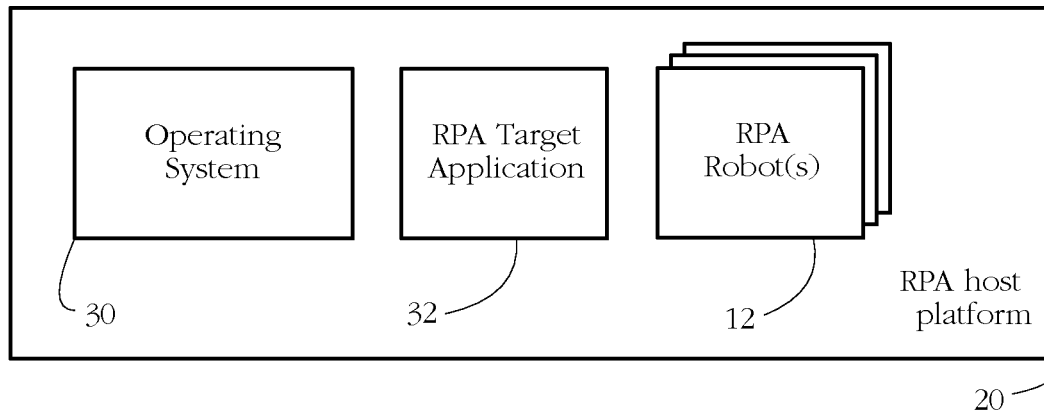 Operating
System
RPA Target
Application
RPA
Robot(s)
30
32
12
RPA host
platform
20